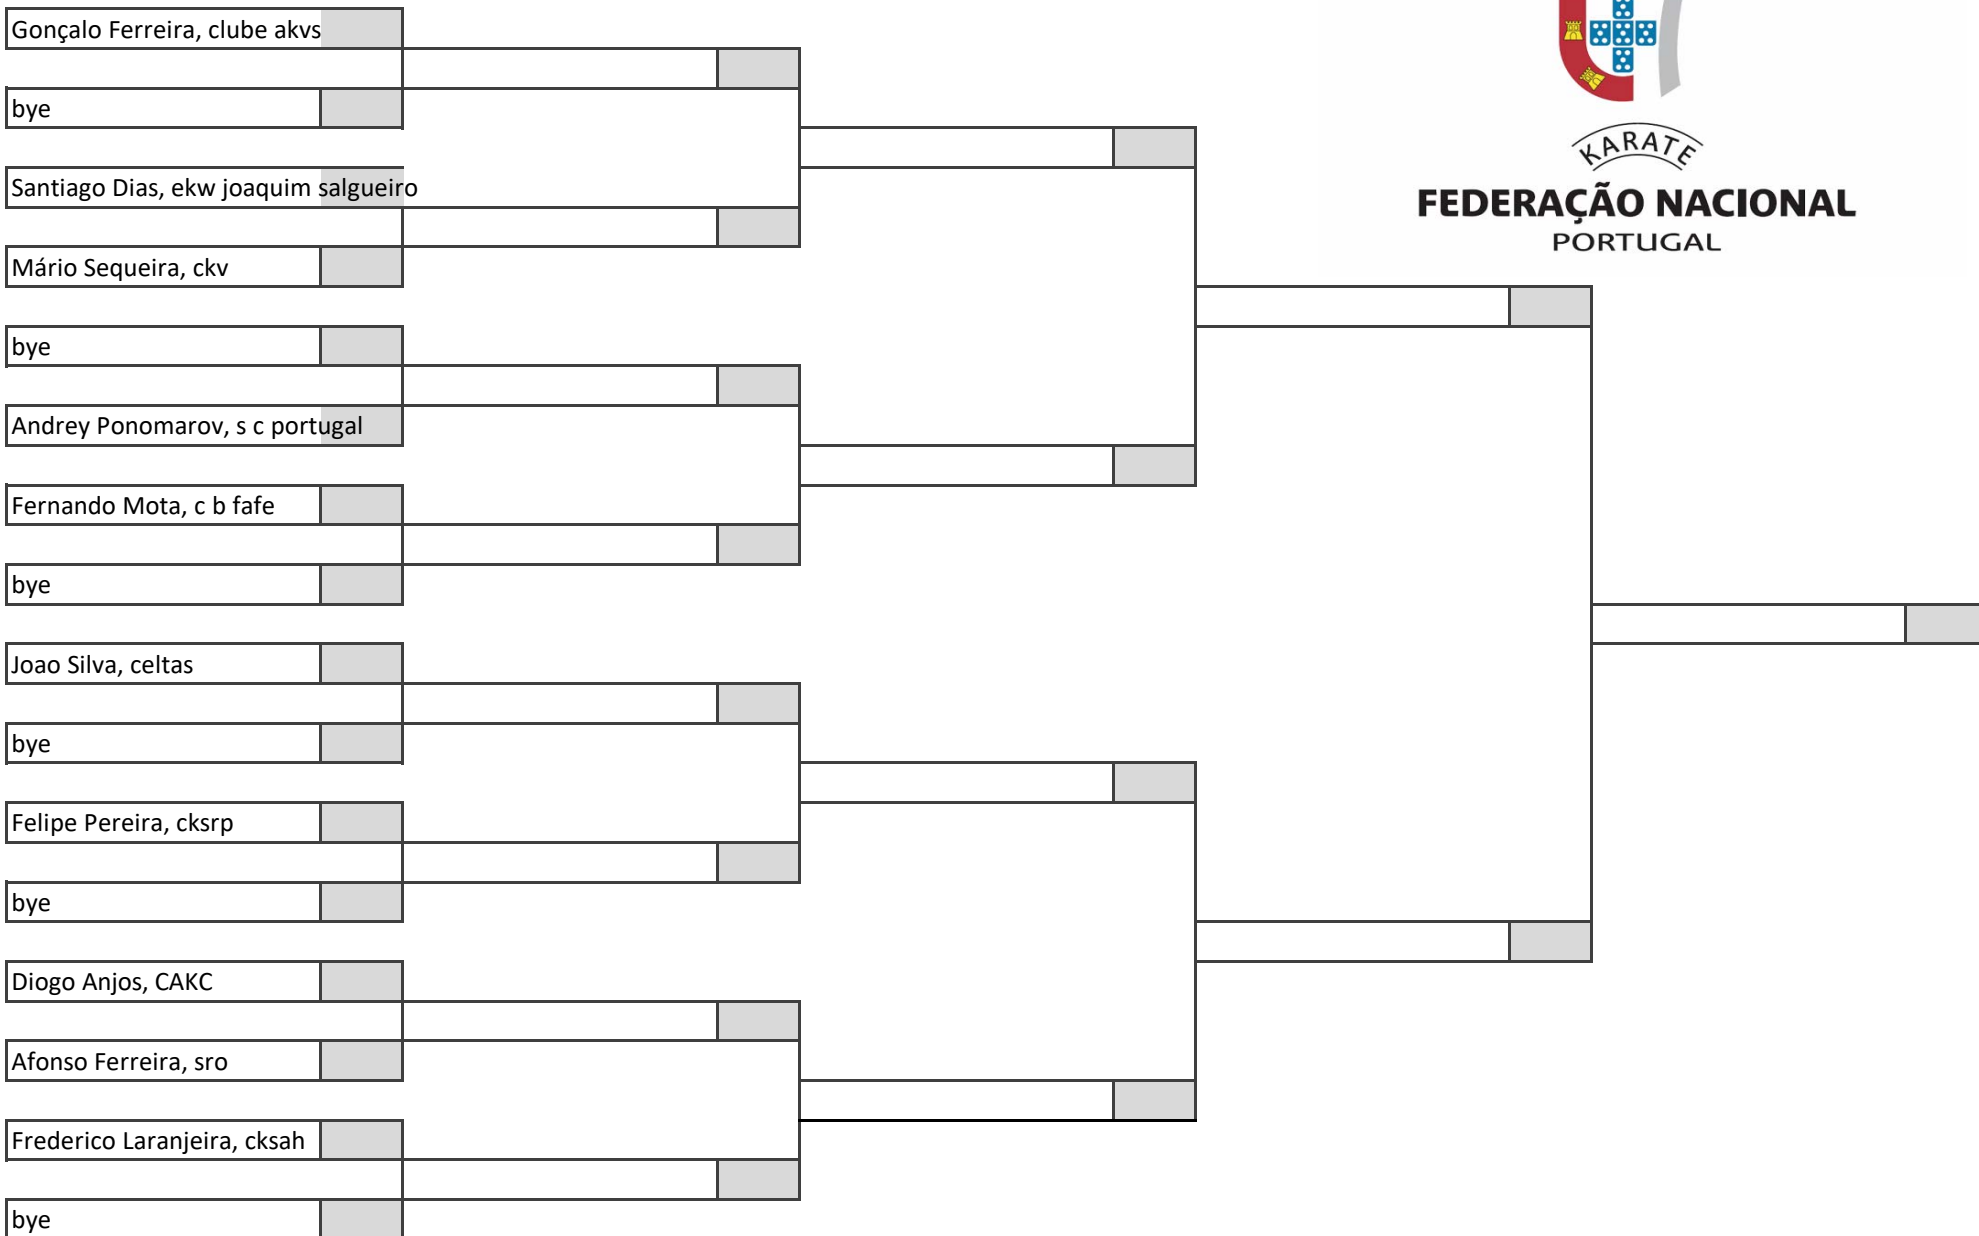 Gonçalo Ferreira, clube akvs
bye
Santiago Dias, ekw joaquim salgueiro
Mário Sequeira, ckv
bye
Andrey Ponomarov, s c portugal
Fernando Mota, c b fafe
bye
Joao Silva, celtas
bye
Felipe Pereira, cksrp
bye
Diogo Anjos, CAKC
Afonso Ferreira, sro
Frederico Laranjeira, cksah
bye
KARATE
FEDERAÇÃO NACIONAL
PORTUGAL